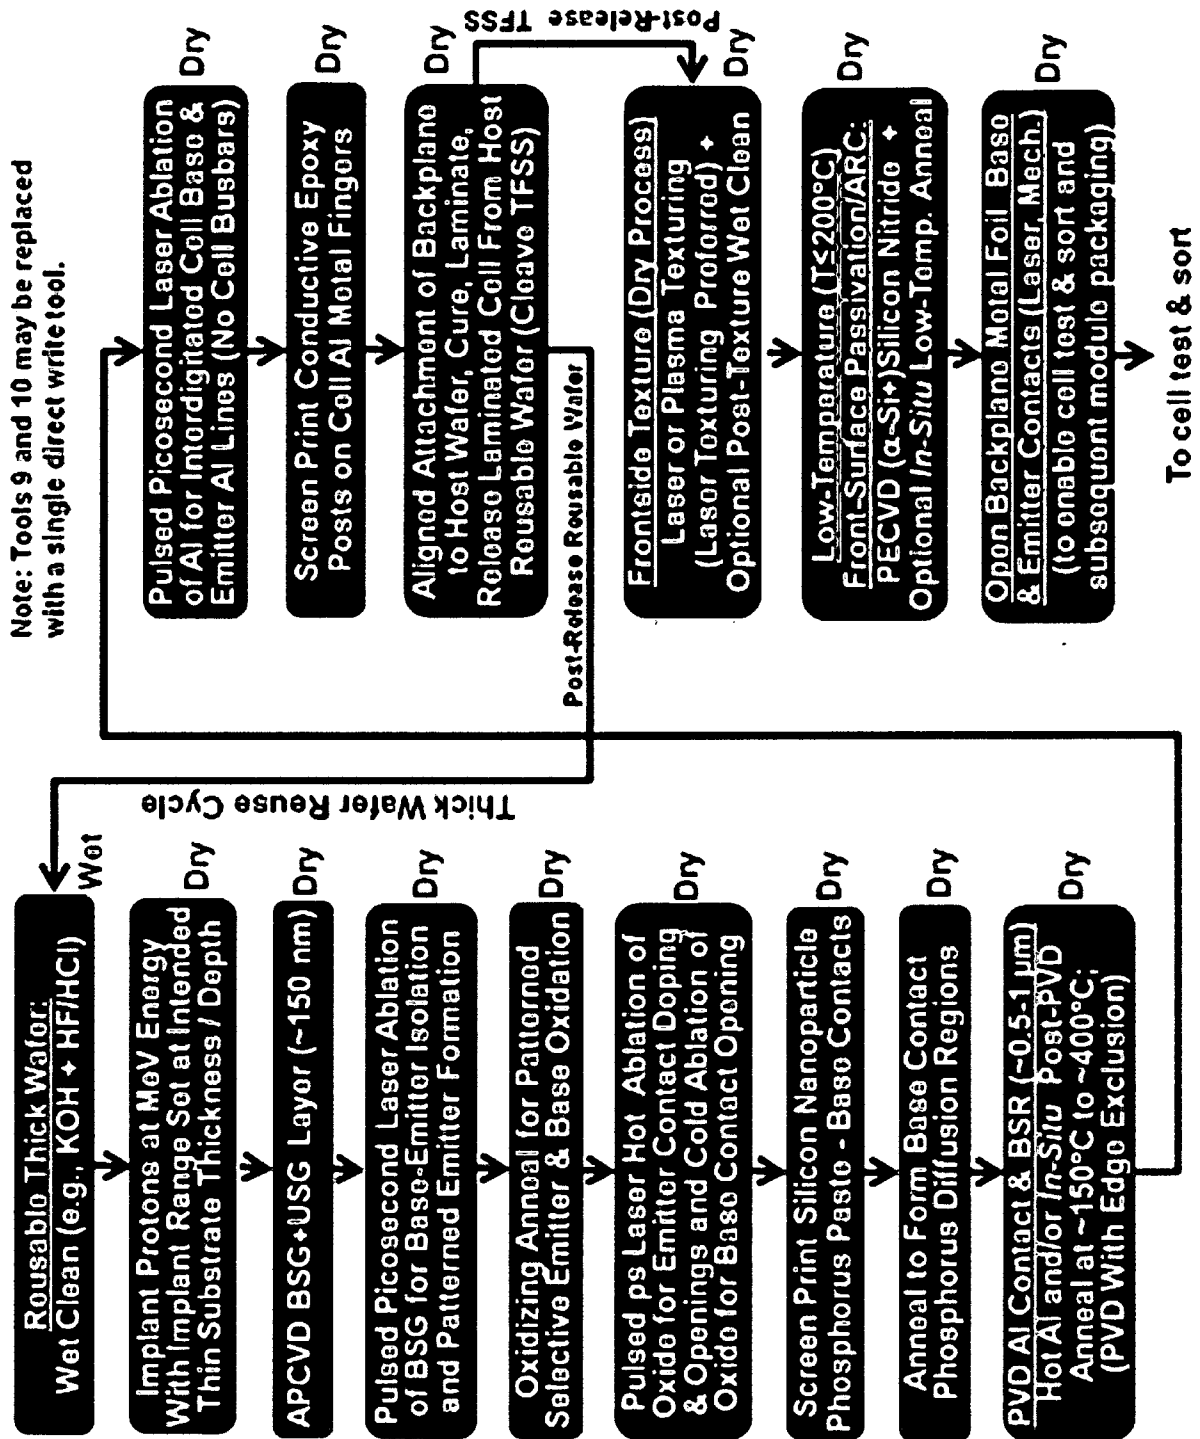 Note: Tools 9 and 10 may be replaced
with a single direct write tool.
Reusable Thick Wafer:
Wet Clean (e.g., KOH + HF/HCl)
Wet
Implant Protons at MeV Energy
With Implant Range Set at Intended
Thin Substrate Thickness / Depth
Dry
APCVD BSG+USG Layer (~150 nm)
Dry
Pulsed Picosecond Laser Ablation
of BSG for Base-Emitter Isolation
and Patterned Emitter Formation
Dry
Oxidizing Anneal for Patterned
Selective Emitter & Base Oxidation
Dry
Pulsed ps Laser Hot Ablation of
Oxide for Emitter Contact Doping
& Openings and Cold Ablation of
Oxide for Base Contact Opening
Dry
Screen Print Silicon Nanoparticle
Phosphorus Paste - Base Contacts
Dry
Anneal to Form Base Contact
Phosphorus Diffusion Regions
Dry
PVD Al Contact & BSR (~0.5-1 µm)
Hot Al and/or In-Situ Post-PVD
Anneal at ~150°C to ~400°C;
(PVD With Edge Exclusion)
Dry
Thick Wafer Reuse Cycle
Pulsed Picosecond Laser Ablation
of Al for Interdigitated Cell Base &
Emitter Al Lines (No Cell Busbars)
Dry
Screen Print Conductive Epoxy
Posts on Cell Al Metal Fingers
Dry
Aligned Attachment of Backplane
to Host Wafer, Cure, Laminate,
Release Laminated Cell From Host
Reusable Wafer (Cleave TFSS)
Dry
Post-Release Reusable Wafer
Post-Release TFSS
Frontside Texture (Dry Process)
Laser or Plasma Texturing
(Laser Texturing Preferred) +
Optional Post-Texture Wet Clean
Dry
Low-Temperature (T≤200°C)
Front-Surface Passivation/ARC:
PECVD (α-Si+)Silicon Nitride +
Optional In-Situ Low-Temp. Anneal
Dry
Open Backplane Metal Foil Base
& Emitter Contacts (Laser, Mech.)
(to enable cell test & sort and
subsequent module packaging)
Dry
To cell test & sort